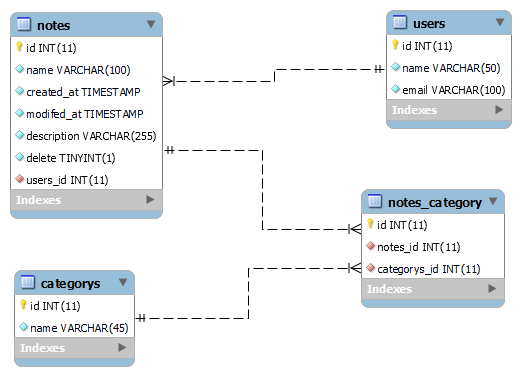 notes
id INT(11)
name VARCHAR(100)
created_at TIMESTAMP
modifed_at TIMESTAMP
description VARCHAR(255)
delete TINYINT(1)
users_id INT(11)
Indexes
users
id INT(11)
name VARCHAR(50)
email VARCHAR(100)
Indexes
notes_category
id INT(11)
notes_id INT(11)
categorys_id INT(11)
Indexes
categorys
id INT(11)
name VARCHAR(45)
Indexes